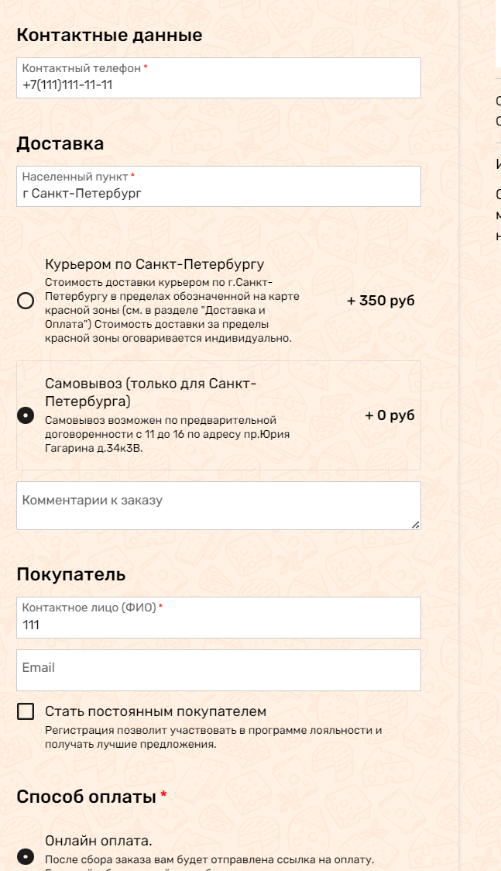 Контактные данные
Контактный телефон *
+7(111)111-11-11
Доставка
Населенный пункт *
г Санкт-Петербург
Курьером по Санкт-Петербургу
Стоимость доставки курьером по г.Санкт-
Петербургу в пределах обозначенной на карте
красной зоны (см. в разделе "Доставка и
Оплата") Стоимость доставки за пределы
красной зоны оговаривается индивидуально.
+ 350 руб
Самовывоз (только для Санкт-
Петербурга)
Самовывоз возможен по предварительной
договоренности с 11 до 16 по адресу пр.Юрия
Гагарина д.34к3В.
+ 0 руб
Комментарии к заказу
Покупатель
Контактное лицо (ФИО) *
111
Email
Стать постоянным покупателем
Регистрация позволит участвовать в программе лояльности и
получать лучшие предложения.
Способ оплаты *
Онлайн оплата.
После сбора заказа вам будет отправлена ссылка на оплату.